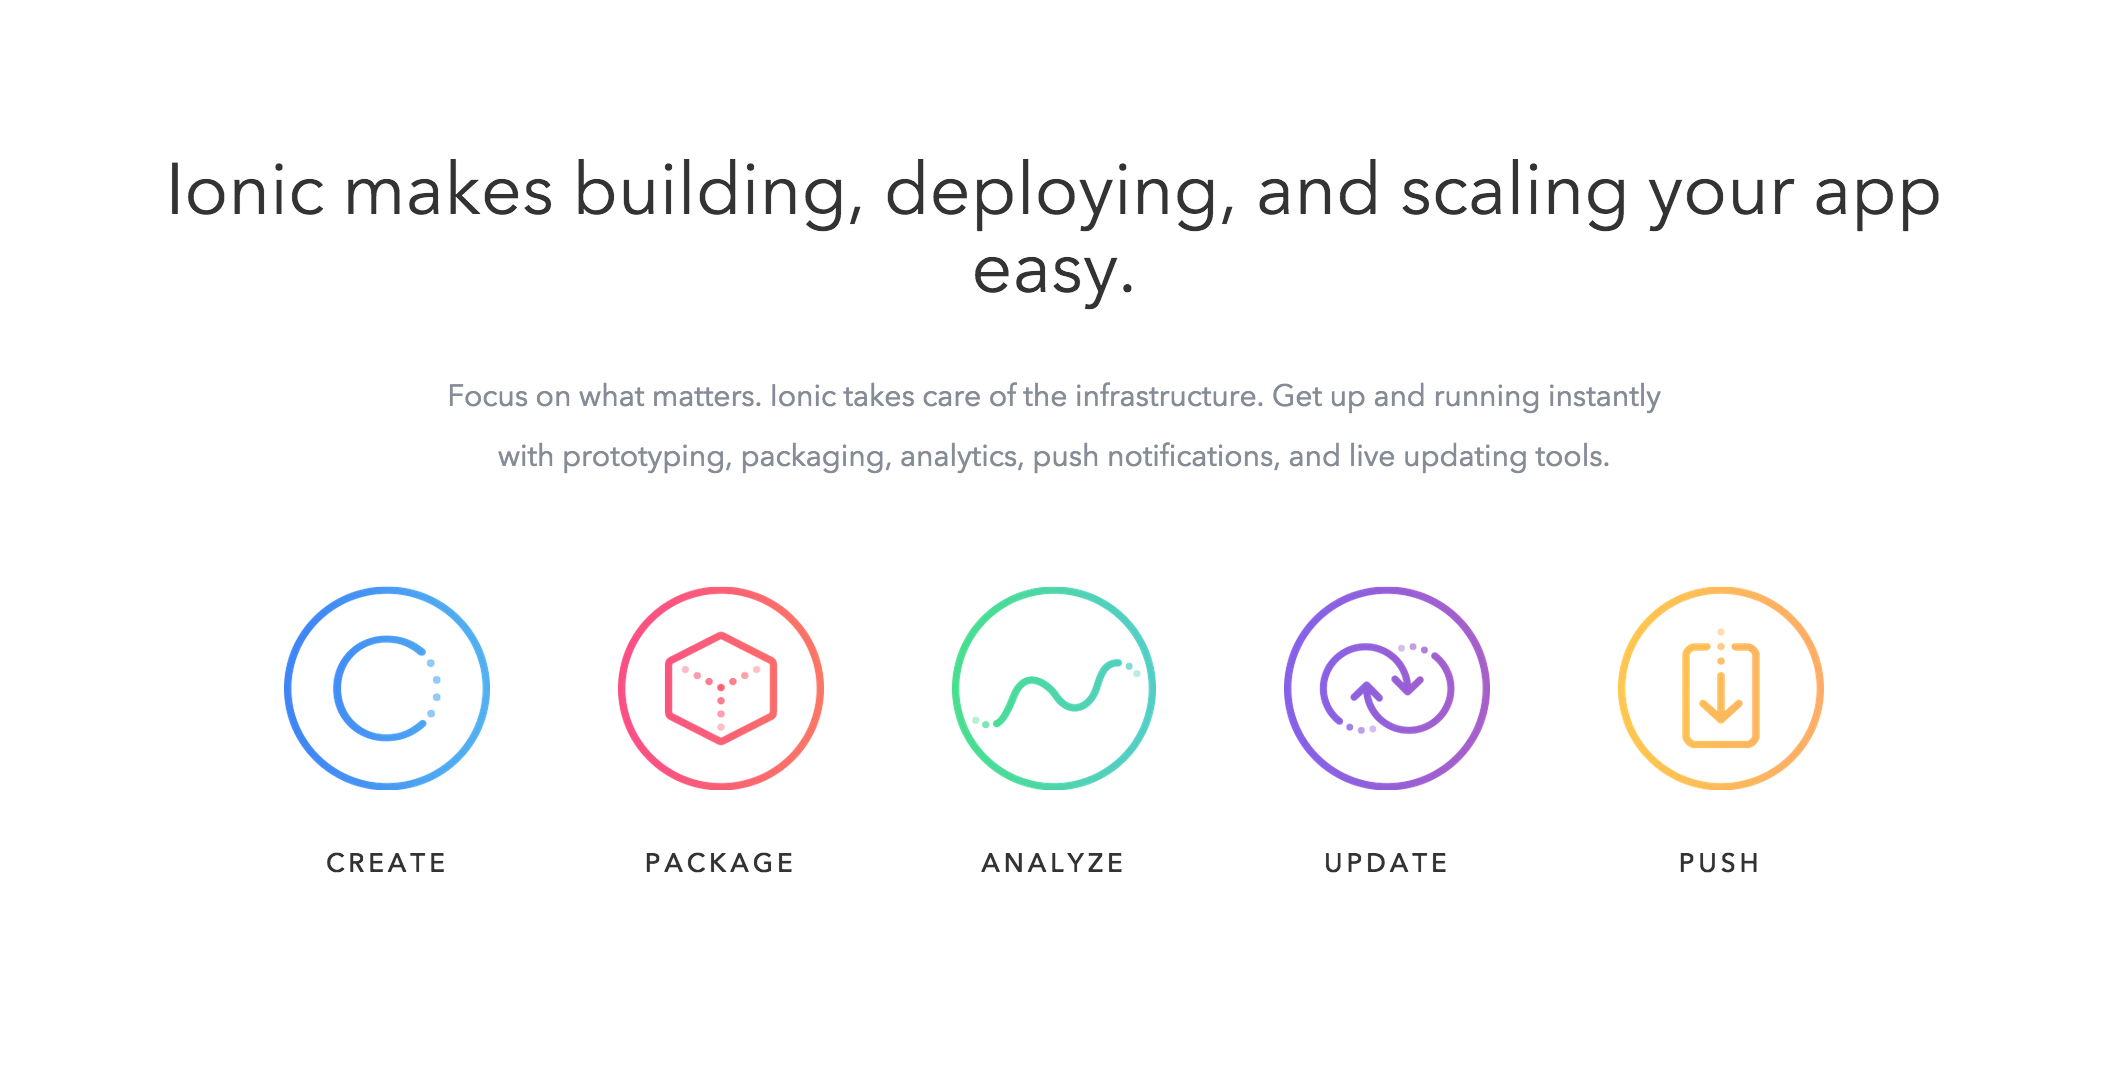 Ionic makes building, deploying, and scaling your app
easy.
Focus on what matters. Ionic takes care of the infrastructure. Get up and running instantly
with prototyping, packaging, analytics, push notifications, and live updating tools.
CREATE
PACKAGE
ANALYZE
UPDATE
PUSH